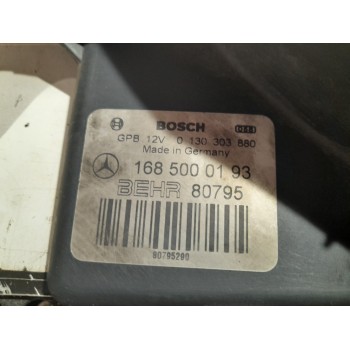 BOSCH
GPB 12V 0 130 303 880
Made in Germany
168 500 01 93
BEHR 80795
80795290